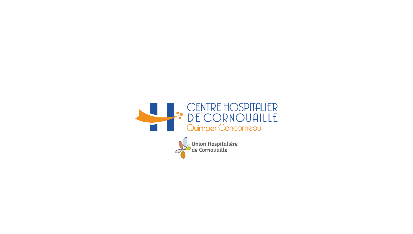 CENTRE HOSPITALIER
DE CORNOUAILLE
Quimper Concarneau
Union Hospitalière
de Cornouaille